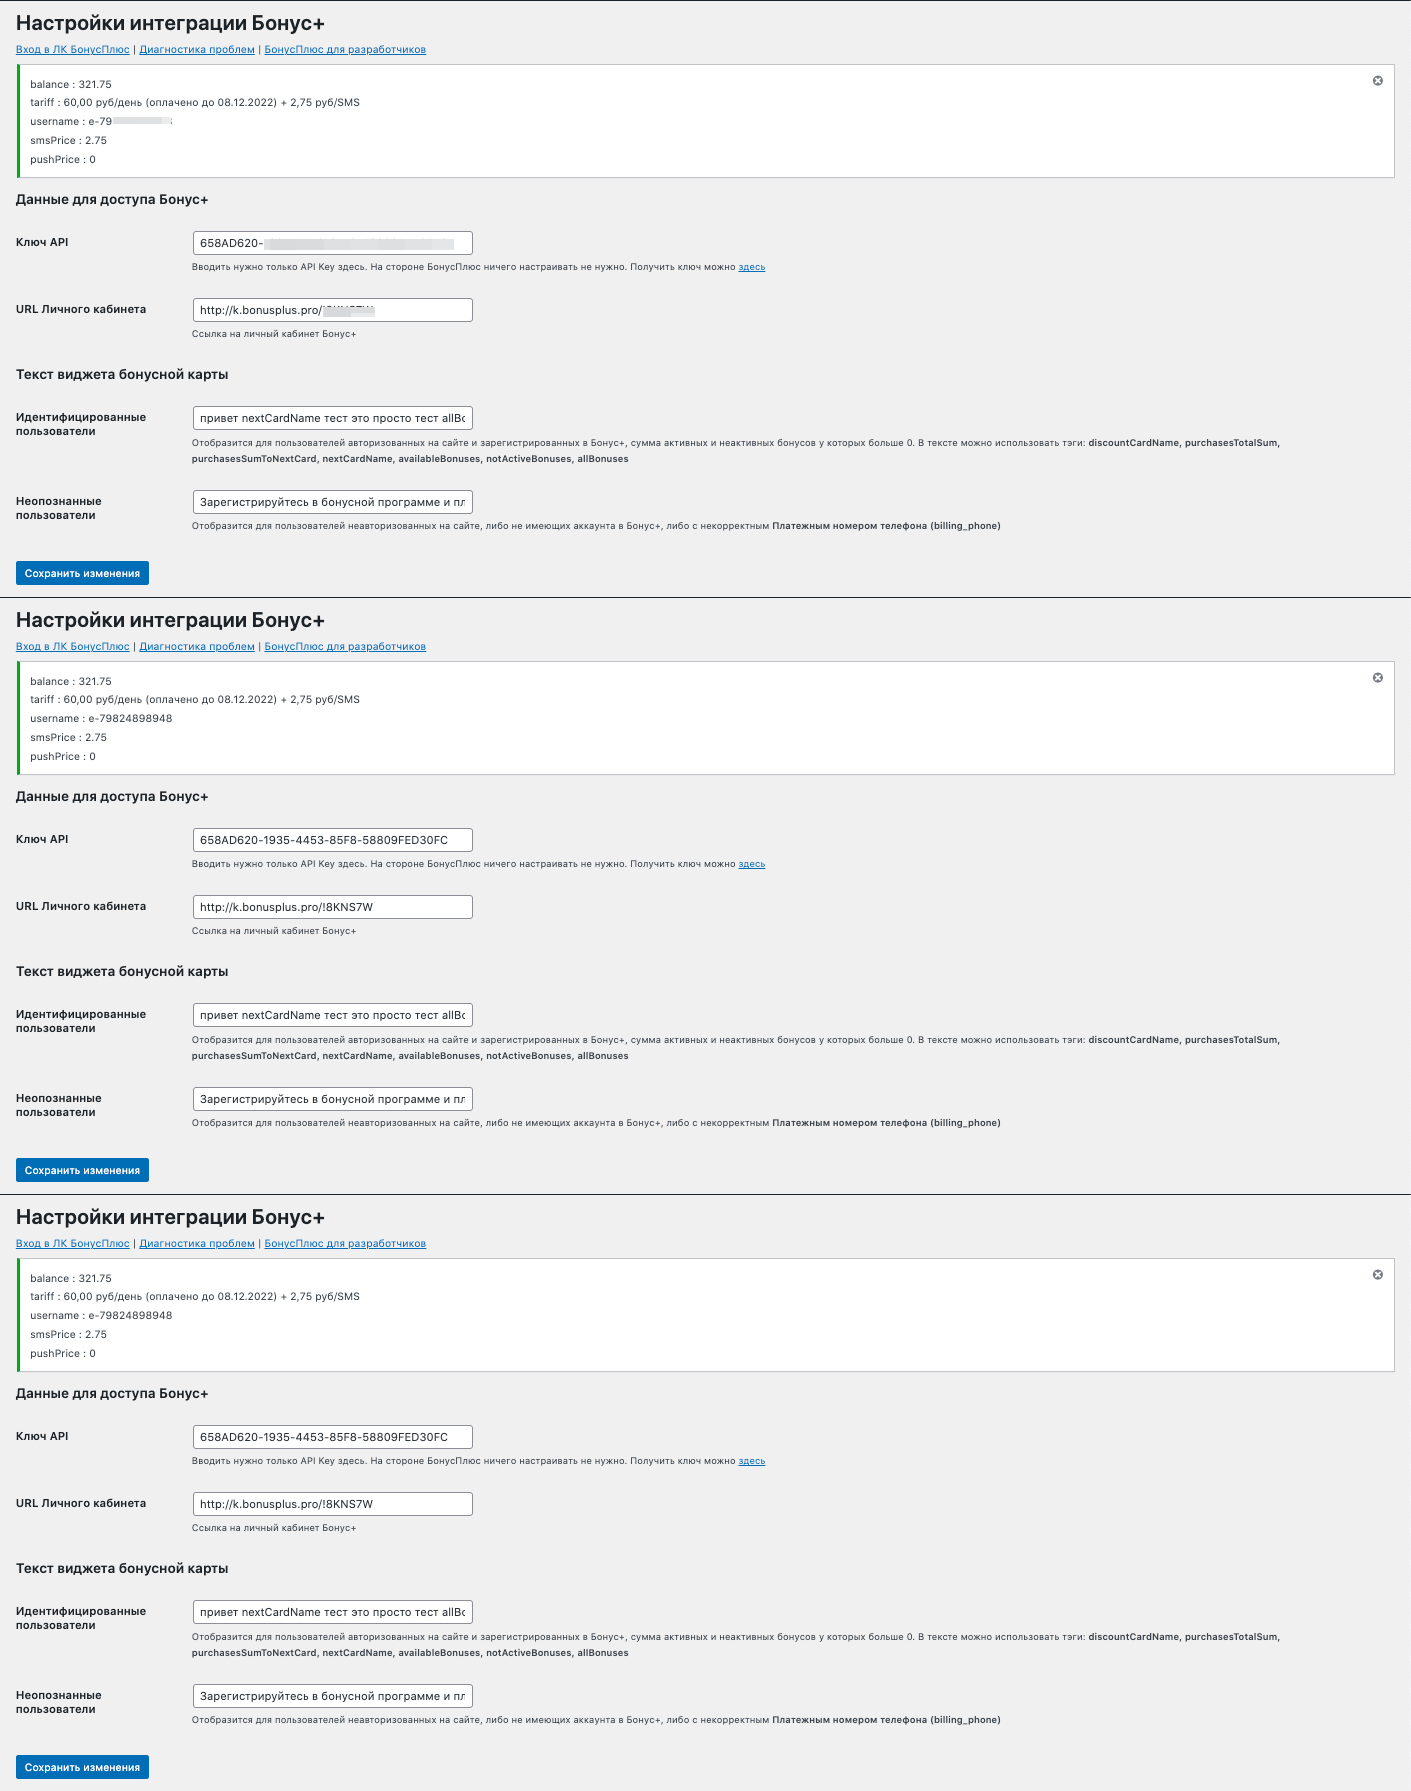 Настройки интеграции Бонус+
Вход в ЛК БонусПлюс | Диагностика проблем | БонусПлюс для разработчиков
balance : 321.75
tariff : 60,00 руб/день (оплачено до 08.12.2022) + 2,75 руб/SMS
username : e-79
smsPrice : 2.75
pushPrice : 0
Данные для доступа Бонус+
Ключ API
658AD620-
Вводить нужно только API Key здесь. На стороне БонусПлюс ничего настраивать не нужно. Получить ключ можно здесь
URL Личного кабинета
http://k.bonusplus.pro/
Ссылка на личный кабинет Бонус+
Текст виджета бонусной карты
Идентифицированные пользователи
привет nextCardName тест это просто тест allBo
Отобразится для пользователей авторизованных на сайте и зарегистрированных в Бонус+, сумма активных и неактивных бонусов у которых больше 0. В тексте можно использовать тэги: discountCardName, purchasesTotalSum,
purchasesSumToNextCard, nextCardName, availableBonuses, notActiveBonuses, allBonuses
Неопознанные пользователи
Зарегистрируйтесь в бонусной программе и пл
Отобразится для пользователей неавторизованных на сайте, либо не имеющих аккаунта в Бонус+, либо с некорректным Платежным номером телефона (billing_phone)
Сохранить изменения
Настройки интеграции Бонус+
Вход в ЛК БонусПлюс | Диагностика проблем | БонусПлюс для разработчиков
balance : 321.75
tariff : 60,00 руб/день (оплачено до 08.12.2022) + 2,75 руб/SMS
username : e-79824898948
smsPrice : 2.75
pushPrice : 0
Данные для доступа Бонус+
Ключ API
658AD620-1935-4453-85F8-58809FED30FC
Вводить нужно только API Key здесь. На стороне БонусПлюс ничего настраивать не нужно. Получить ключ можно здесь
URL Личного кабинета
http://k.bonusplus.pro/!8KNS7W
Ссылка на личный кабинет Бонус+
Текст виджета бонусной карты
Идентифицированные пользователи
привет nextCardName тест это просто тест allBo
Отобразится для пользователей авторизованных на сайте и зарегистрированных в Бонус+, сумма активных и неактивных бонусов у которых больше 0. В тексте можно использовать тэги: discountCardName, purchasesTotalSum,
purchasesSumToNextCard, nextCardName, availableBonuses, notActiveBonuses, allBonuses
Неопознанные пользователи
Зарегистрируйтесь в бонусной программе и пл
Отобразится для пользователей неавторизованных на сайте, либо не имеющих аккаунта в Бонус+, либо с некорректным Платежным номером телефона (billing_phone)
Сохранить изменения
Настройки интеграции Бонус+
Вход в ЛК БонусПлюс | Диагностика проблем | БонусПлюс для разработчиков
balance : 321.75
tariff : 60,00 руб/день (оплачено до 08.12.2022) + 2,75 руб/SMS
username : e-79824898948
smsPrice : 2.75
pushPrice : 0
Данные для доступа Бонус+
Ключ API
658AD620-1935-4453-85F8-58809FED30FC
Вводить нужно только API Key здесь. На стороне БонусПлюс ничего настраивать не нужно. Получить ключ можно здесь
URL Личного кабинета
http://k.bonusplus.pro/!8KNS7W
Ссылка на личный кабинет Бонус+
Текст виджета бонусной карты
Идентифицированные пользователи
привет nextCardName тест это просто тест allBo
Отобразится для пользователей авторизованных на сайте и зарегистрированных в Бонус+, сумма активных и неактивных бонусов у которых больше 0. В тексте можно использовать тэги: discountCardName, purchasesTotalSum,
purchasesSumToNextCard, nextCardName, availableBonuses, notActiveBonuses, allBonuses
Неопознанные пользователи
Зарегистрируйтесь в бонусной программе и пл
Отобразится для пользователей неавторизованных на сайте, либо не имеющих аккаунта в Бонус+, либо с некорректным Платежным номером телефона (billing_phone)
Сохранить изменения